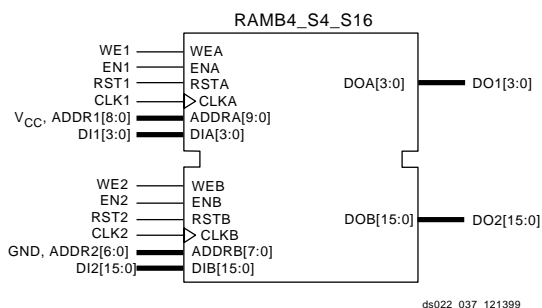 RAMB4_S4_S16
WE1 WEA
EN1 ENA
RST1 RSTA DOA[3:0] DO1[3:0]
CLK1 CLKA
VCC, ADDR1[8:0] ADDRA[9:0]
DI1[3:0] DIA[3:0]
WE2 WEB
EN2 ENB
RST2 RSTB DOB[15:0] DO2[15:0]
CLK2 CLKB
GND, ADDR2[6:0] ADDRB[7:0]
DI2[15:0] DIB[15:0]
ds022_037_121399